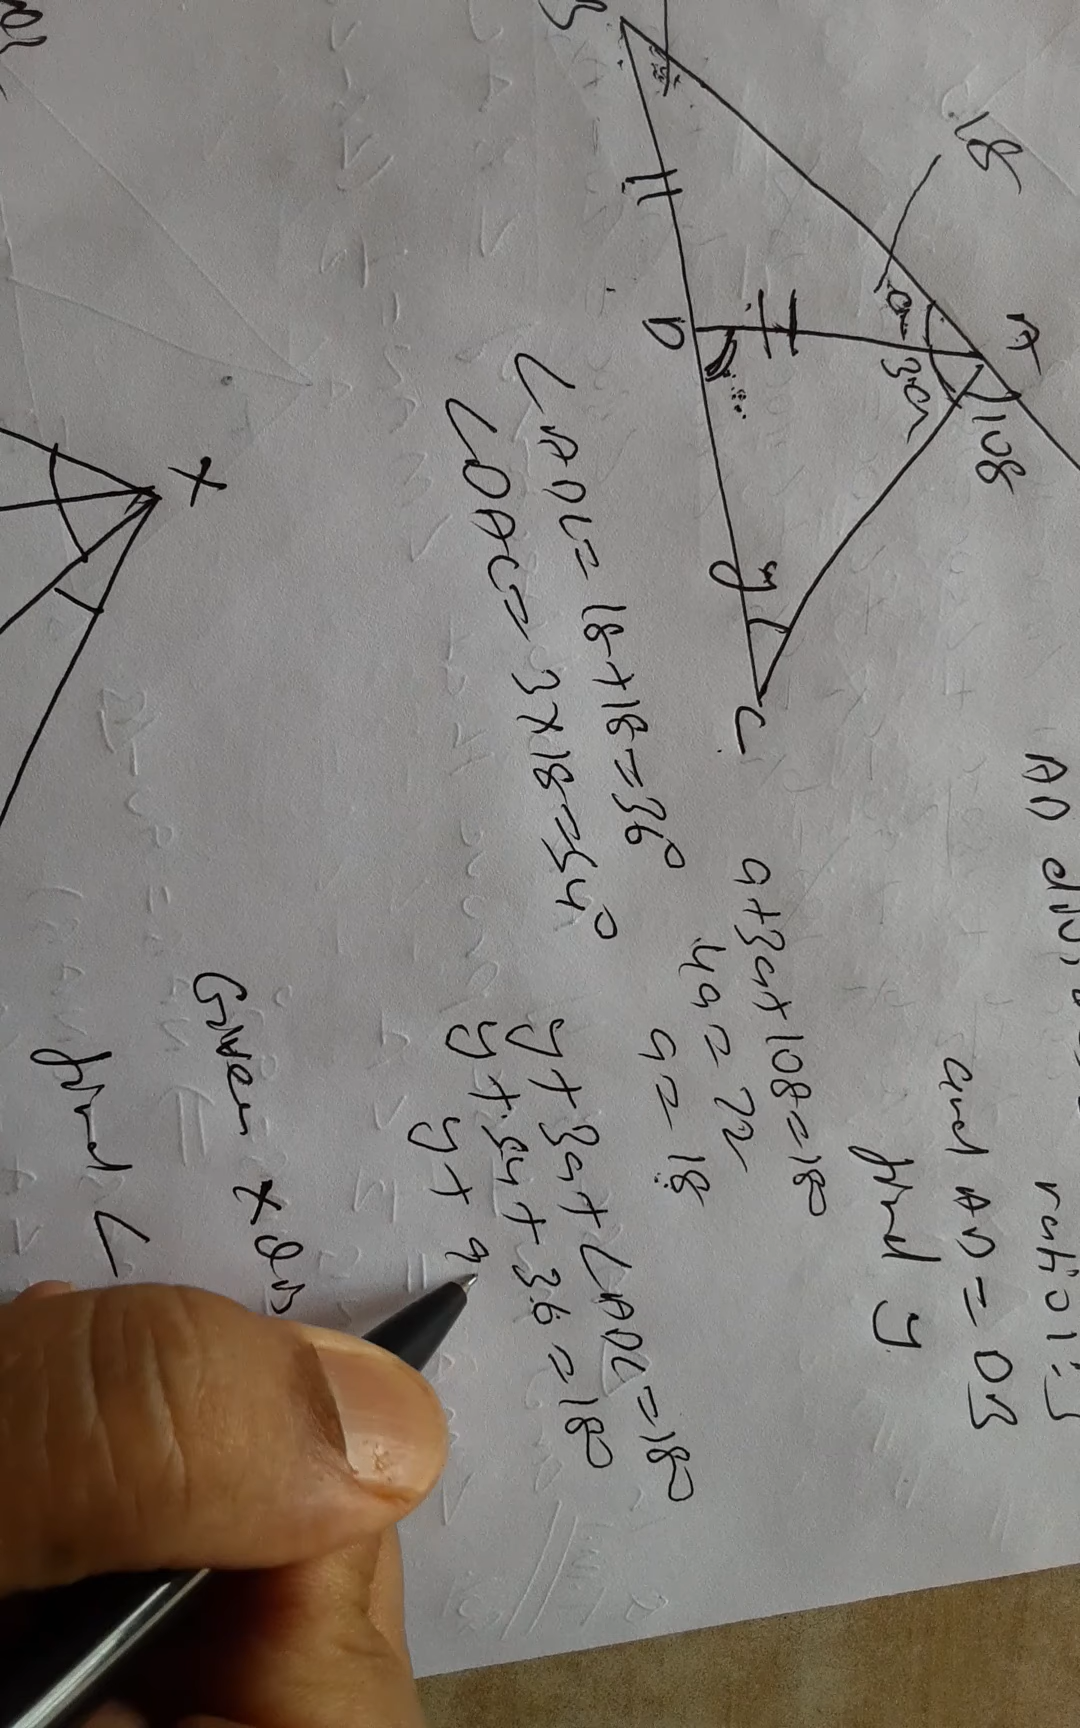 AD
ratio 1:3
and AD = DB
find y
B
18
a
3a
A
108
D
y
C
a+3a+108=180
4a = 72
a = 18
∠ADC= 18+18=36°
∠DAC= 3×18=54°
y+3a+∠ADC=180
y+54+36=180
y+ 9
X
Given
find ∠